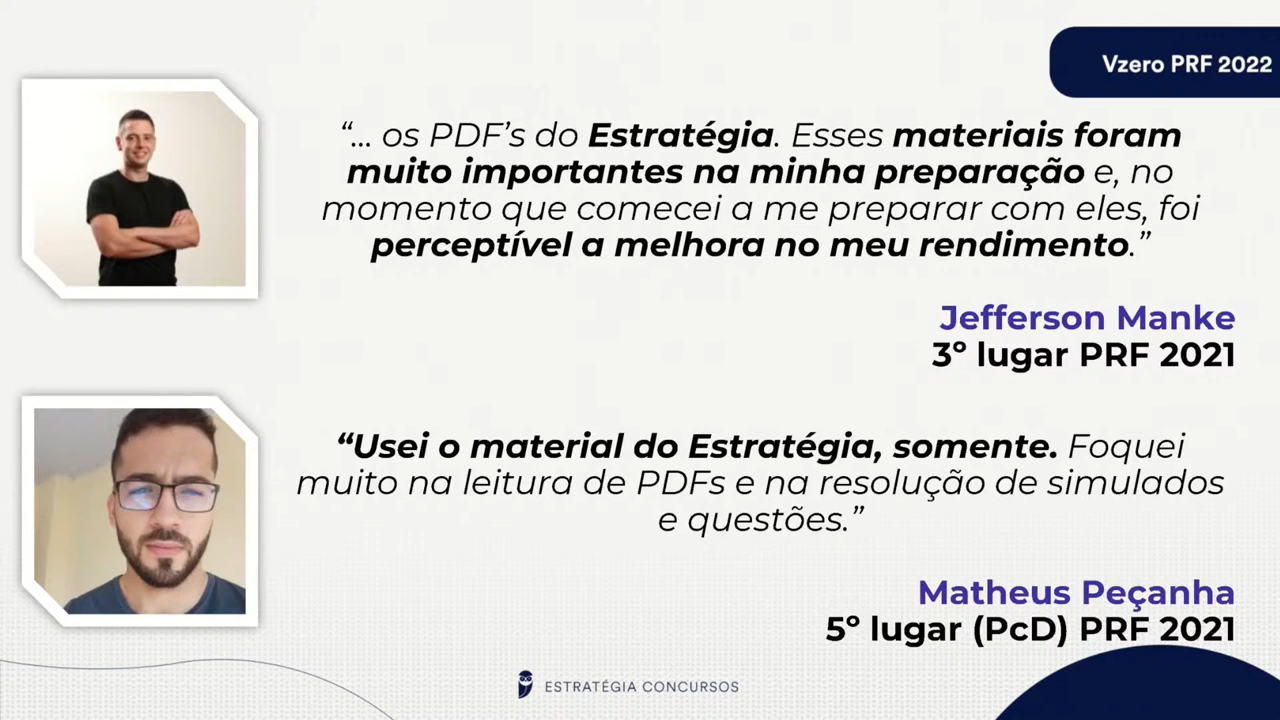 Vzero PRF 2022
“... os PDF’s do Estratégia. Esses materiais foram
muito importantes na minha preparação e, no
momento que comecei a me preparar com eles, foi
perceptível a melhora no meu rendimento.”
Jefferson Manke
3º lugar PRF 2021
“Usei o material do Estratégia, somente. Foquei
muito na leitura de PDFs e na resolução de simulados
e questões.”
Matheus Peçanha
5º lugar (PcD) PRF 2021
ESTRATÉGIA CONCURSOS